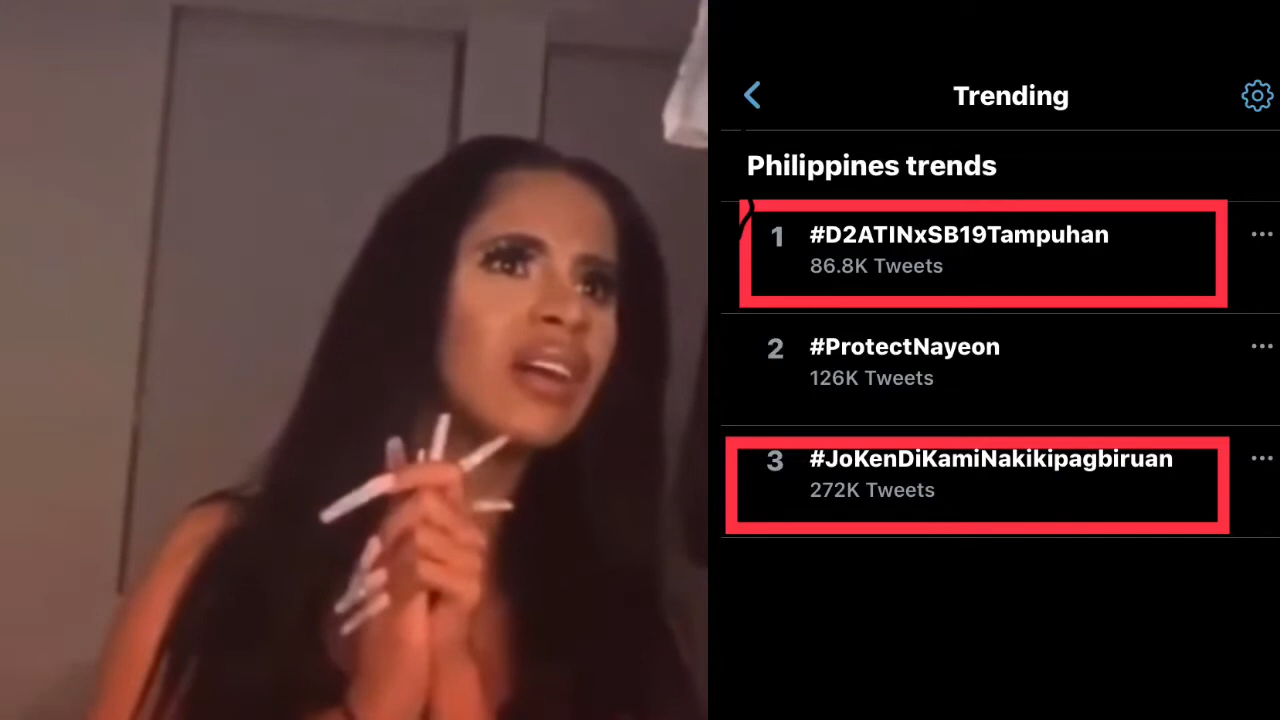 Trending
Philippines trends
1 #D2ATINxSB19Tampuhan
86.8K Tweets
2 #ProtectNayeon
126K Tweets
3 #JoKenDiKamiNakikipagbiruan
272K Tweets